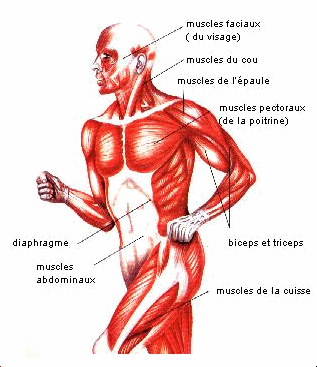 muscles faciaux
( du visage)
muscles du cou
muscles de l'épaule
muscles pectoraux
(de la poitrine)
diaphragme
biceps et triceps
muscles
abdominaux
muscles de la cuisse